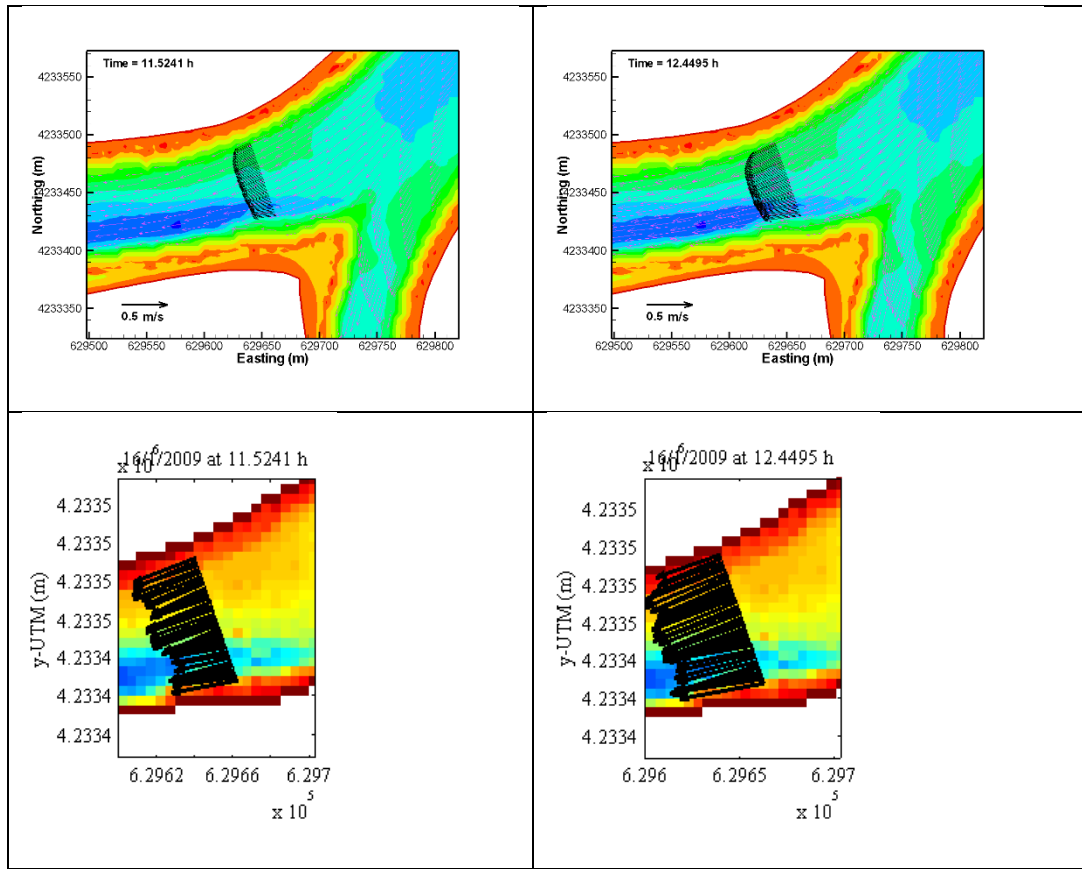 Time = 11.5241 h
4233550
4233500
4233450
4233400
4233350
Northing (m)
0.5 m/s
629500 629550 629600 629650 629700 629750 629800
Easting (m)
Time = 12.4495 h
4233550
4233500
4233450
4233400
4233350
Northing (m)
0.5 m/s
629500 629550 629600 629650 629700 629750 629800
Easting (m)
x 10^6
16/1/2009 at 11.5241 h
4.2335
4.2335
4.2335
4.2335
4.2334
4.2334
4.2334
y-UTM (m)
6.2962 6.2966 6.297
x 10^5
x 10^6
16/1/2009 at 12.4495 h
4.2335
4.2335
4.2335
4.2335
4.2334
4.2334
4.2334
y-UTM (m)
6.296 6.2965 6.297
x 10^5